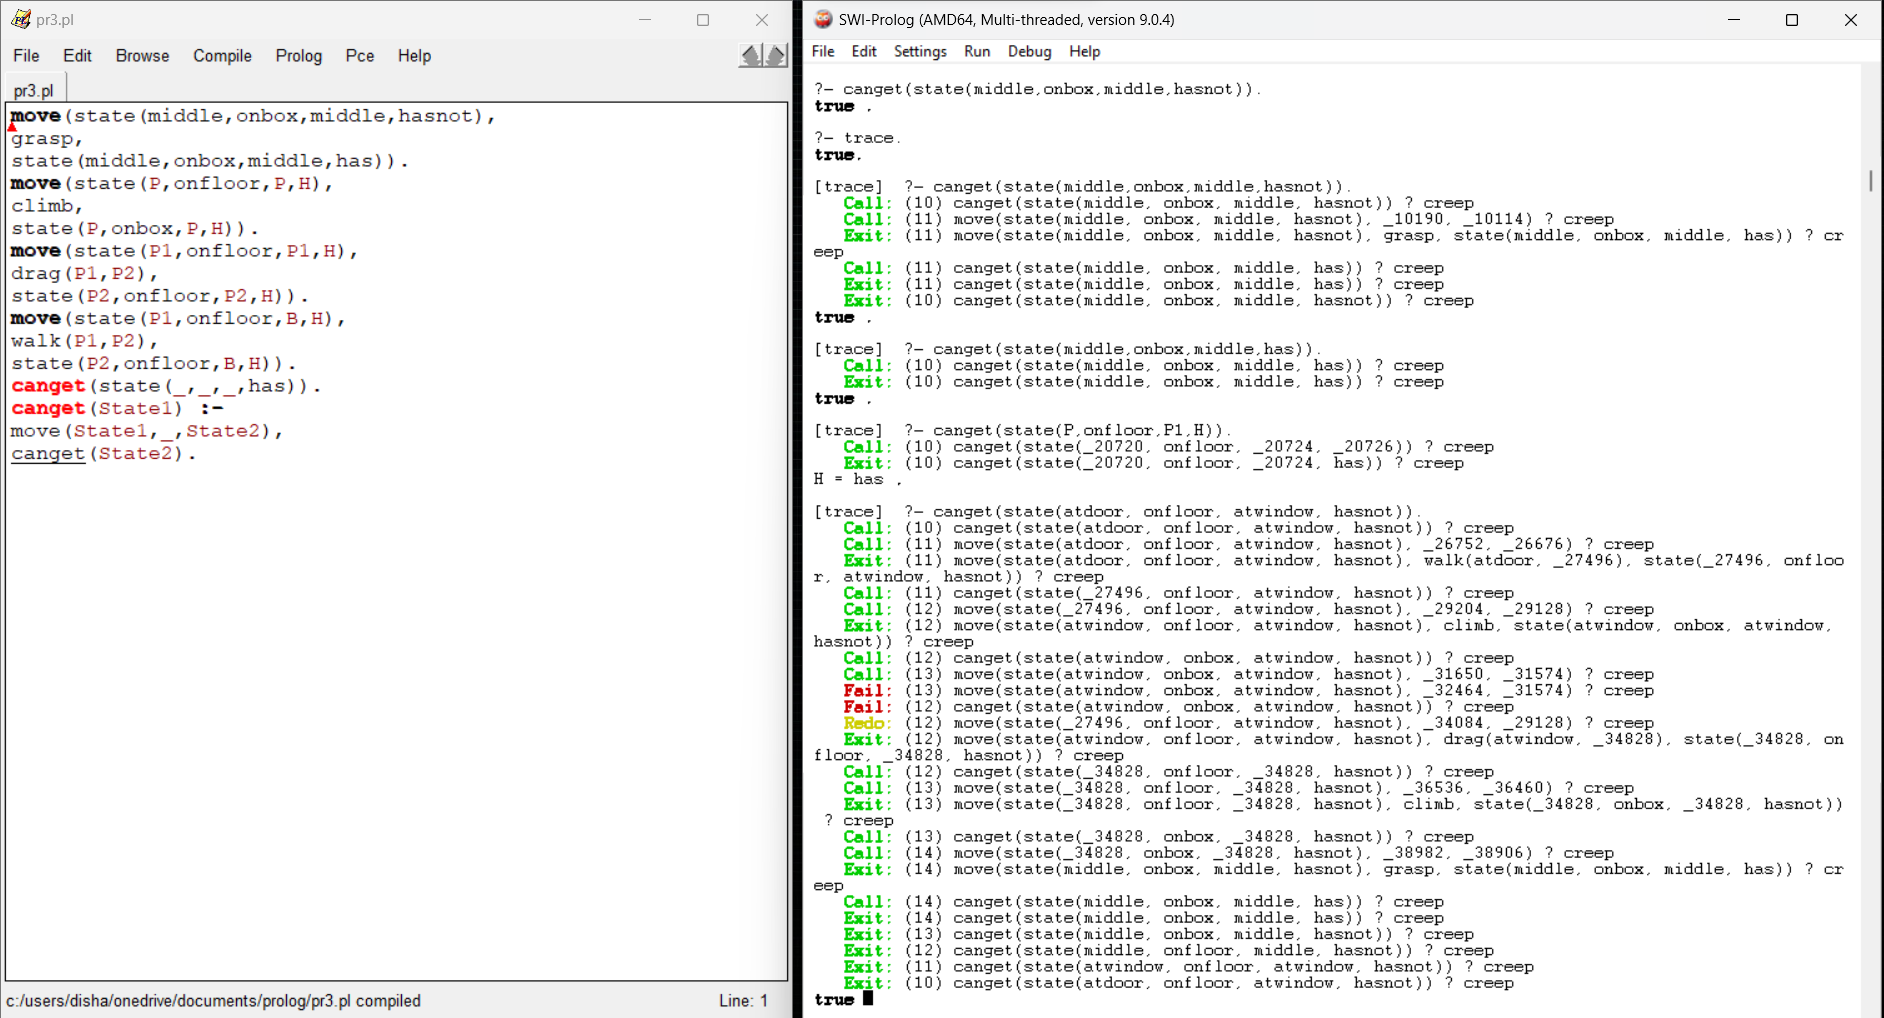 pr3.pl
File Edit Browse Compile Prolog Pce Help
pr3.pl
move(state(middle,onbox,middle,hasnot),
grasp,
state(middle,onbox,middle,has)).
move(state(P,onfloor,P,H),
climb,
state(P,onbox,P,H)).
move(state(P1,onfloor,P1,H),
drag(P1,P2),
state(P2,onfloor,P2,H)).
move(state(P1,onfloor,B,H),
walk(P1,P2),
state(P2,onfloor,B,H)).
canget(state(_,_,_,has)).
canget(State1) :-
move(State1,_,State2),
canget(State2).
c:/users/disha/onedrive/documents/prolog/pr3.pl compiled
Line: 1
SWI-Prolog (AMD64, Multi-threaded, version 9.0.4)
File Edit Settings Run Debug Help
?- canget(state(middle,onbox,middle,hasnot)).
true .
?- trace.
true.
[trace]  ?- canget(state(middle,onbox,middle,hasnot)).
Call: (10) canget(state(middle, onbox, middle, hasnot)) ? creep
Call: (11) move(state(middle, onbox, middle, hasnot), _10190, _10114) ? creep
Exit: (11) move(state(middle, onbox, middle, hasnot), grasp, state(middle, onbox, middle, has)) ? cr
eep
Call: (11) canget(state(middle, onbox, middle, has)) ? creep
Exit: (11) canget(state(middle, onbox, middle, has)) ? creep
Exit: (10) canget(state(middle, onbox, middle, hasnot)) ? creep
true .
[trace]  ?- canget(state(middle,onbox,middle,has)).
Call: (10) canget(state(middle, onbox, middle, has)) ? creep
Exit: (10) canget(state(middle, onbox, middle, has)) ? creep
true .
[trace]  ?- canget(state(P,onfloor,P1,H)).
Call: (10) canget(state(_20720, onfloor, _20724, _20726)) ? creep
Exit: (10) canget(state(_20720, onfloor, _20724, has)) ? creep
H = has .
[trace]  ?- canget(state(atdoor, onfloor, atwindow, hasnot)).
Call: (10) canget(state(atdoor, onfloor, atwindow, hasnot)) ? creep
Call: (11) move(state(atdoor, onfloor, atwindow, hasnot), _26752, _26676) ? creep
Exit: (11) move(state(atdoor, onfloor, atwindow, hasnot), walk(atdoor, _27496), state(_27496, onfloo
r, atwindow, hasnot)) ? creep
Call: (11) canget(state(_27496, onfloor, atwindow, hasnot)) ? creep
Call: (12) move(state(_27496, onfloor, atwindow, hasnot), _29204, _29128) ? creep
Exit: (12) move(state(atwindow, onfloor, atwindow, hasnot), climb, state(atwindow, onbox, atwindow,
hasnot)) ? creep
Call: (12) canget(state(atwindow, onbox, atwindow, hasnot)) ? creep
Call: (13) move(state(atwindow, onbox, atwindow, hasnot), _31650, _31574) ? creep
Fail: (13) move(state(atwindow, onbox, atwindow, hasnot), _32464, _31574) ? creep
Fail: (12) canget(state(atwindow, onbox, atwindow, hasnot)) ? creep
Redo: (12) move(state(_27496, onfloor, atwindow, hasnot), _34084, _29128) ? creep
Exit: (12) move(state(atwindow, onfloor, atwindow, hasnot), drag(atwindow, _34828), state(_34828, on
floor, _34828, hasnot)) ? creep
Call: (12) canget(state(_34828, onfloor, _34828, hasnot)) ? creep
Call: (13) move(state(_34828, onfloor, _34828, hasnot), _36536, _36460) ? creep
Exit: (13) move(state(_34828, onfloor, _34828, hasnot), climb, state(_34828, onbox, _34828, hasnot))
? creep
Call: (13) canget(state(_34828, onbox, _34828, hasnot)) ? creep
Call: (14) move(state(_34828, onbox, _34828, hasnot), _38982, _38906) ? creep
Exit: (14) move(state(middle, onbox, middle, hasnot), grasp, state(middle, onbox, middle, has)) ? cr
eep
Call: (14) canget(state(middle, onbox, middle, has)) ? creep
Exit: (14) canget(state(middle, onbox, middle, has)) ? creep
Exit: (13) canget(state(middle, onbox, middle, hasnot)) ? creep
Exit: (12) canget(state(middle, onfloor, middle, hasnot)) ? creep
Exit: (11) canget(state(atwindow, onfloor, atwindow, hasnot)) ? creep
Exit: (10) canget(state(atdoor, onfloor, atwindow, hasnot)) ? creep
true